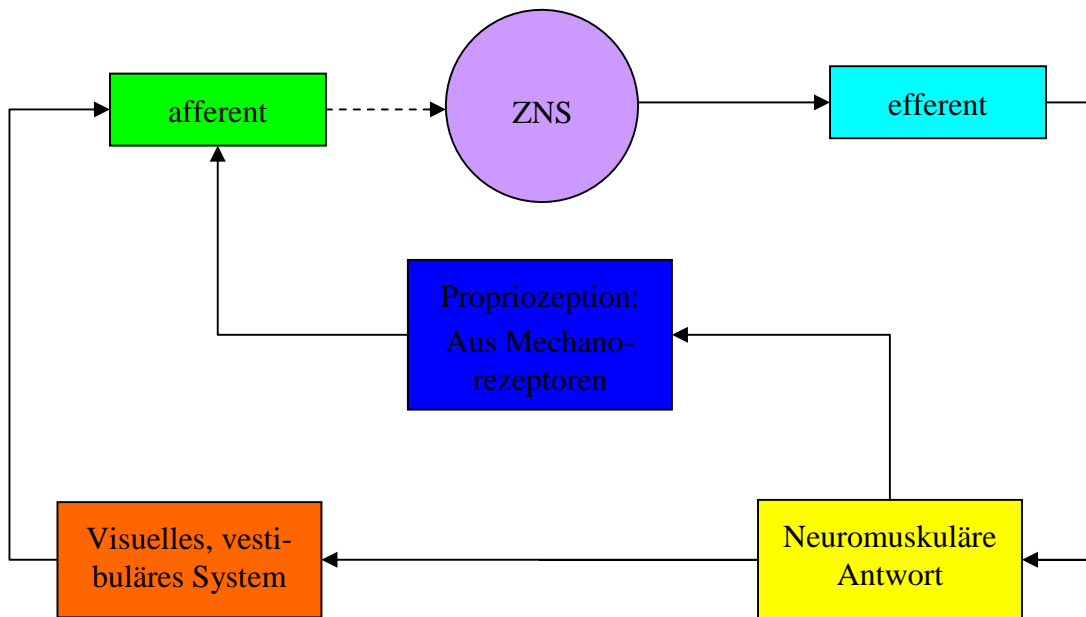 afferent
ZNS
efferent
Propriozeption:
Aus Mechano-
rezeptoren
Visuelles, vesti-
buläres System
Neuromuskuläre
Antwort